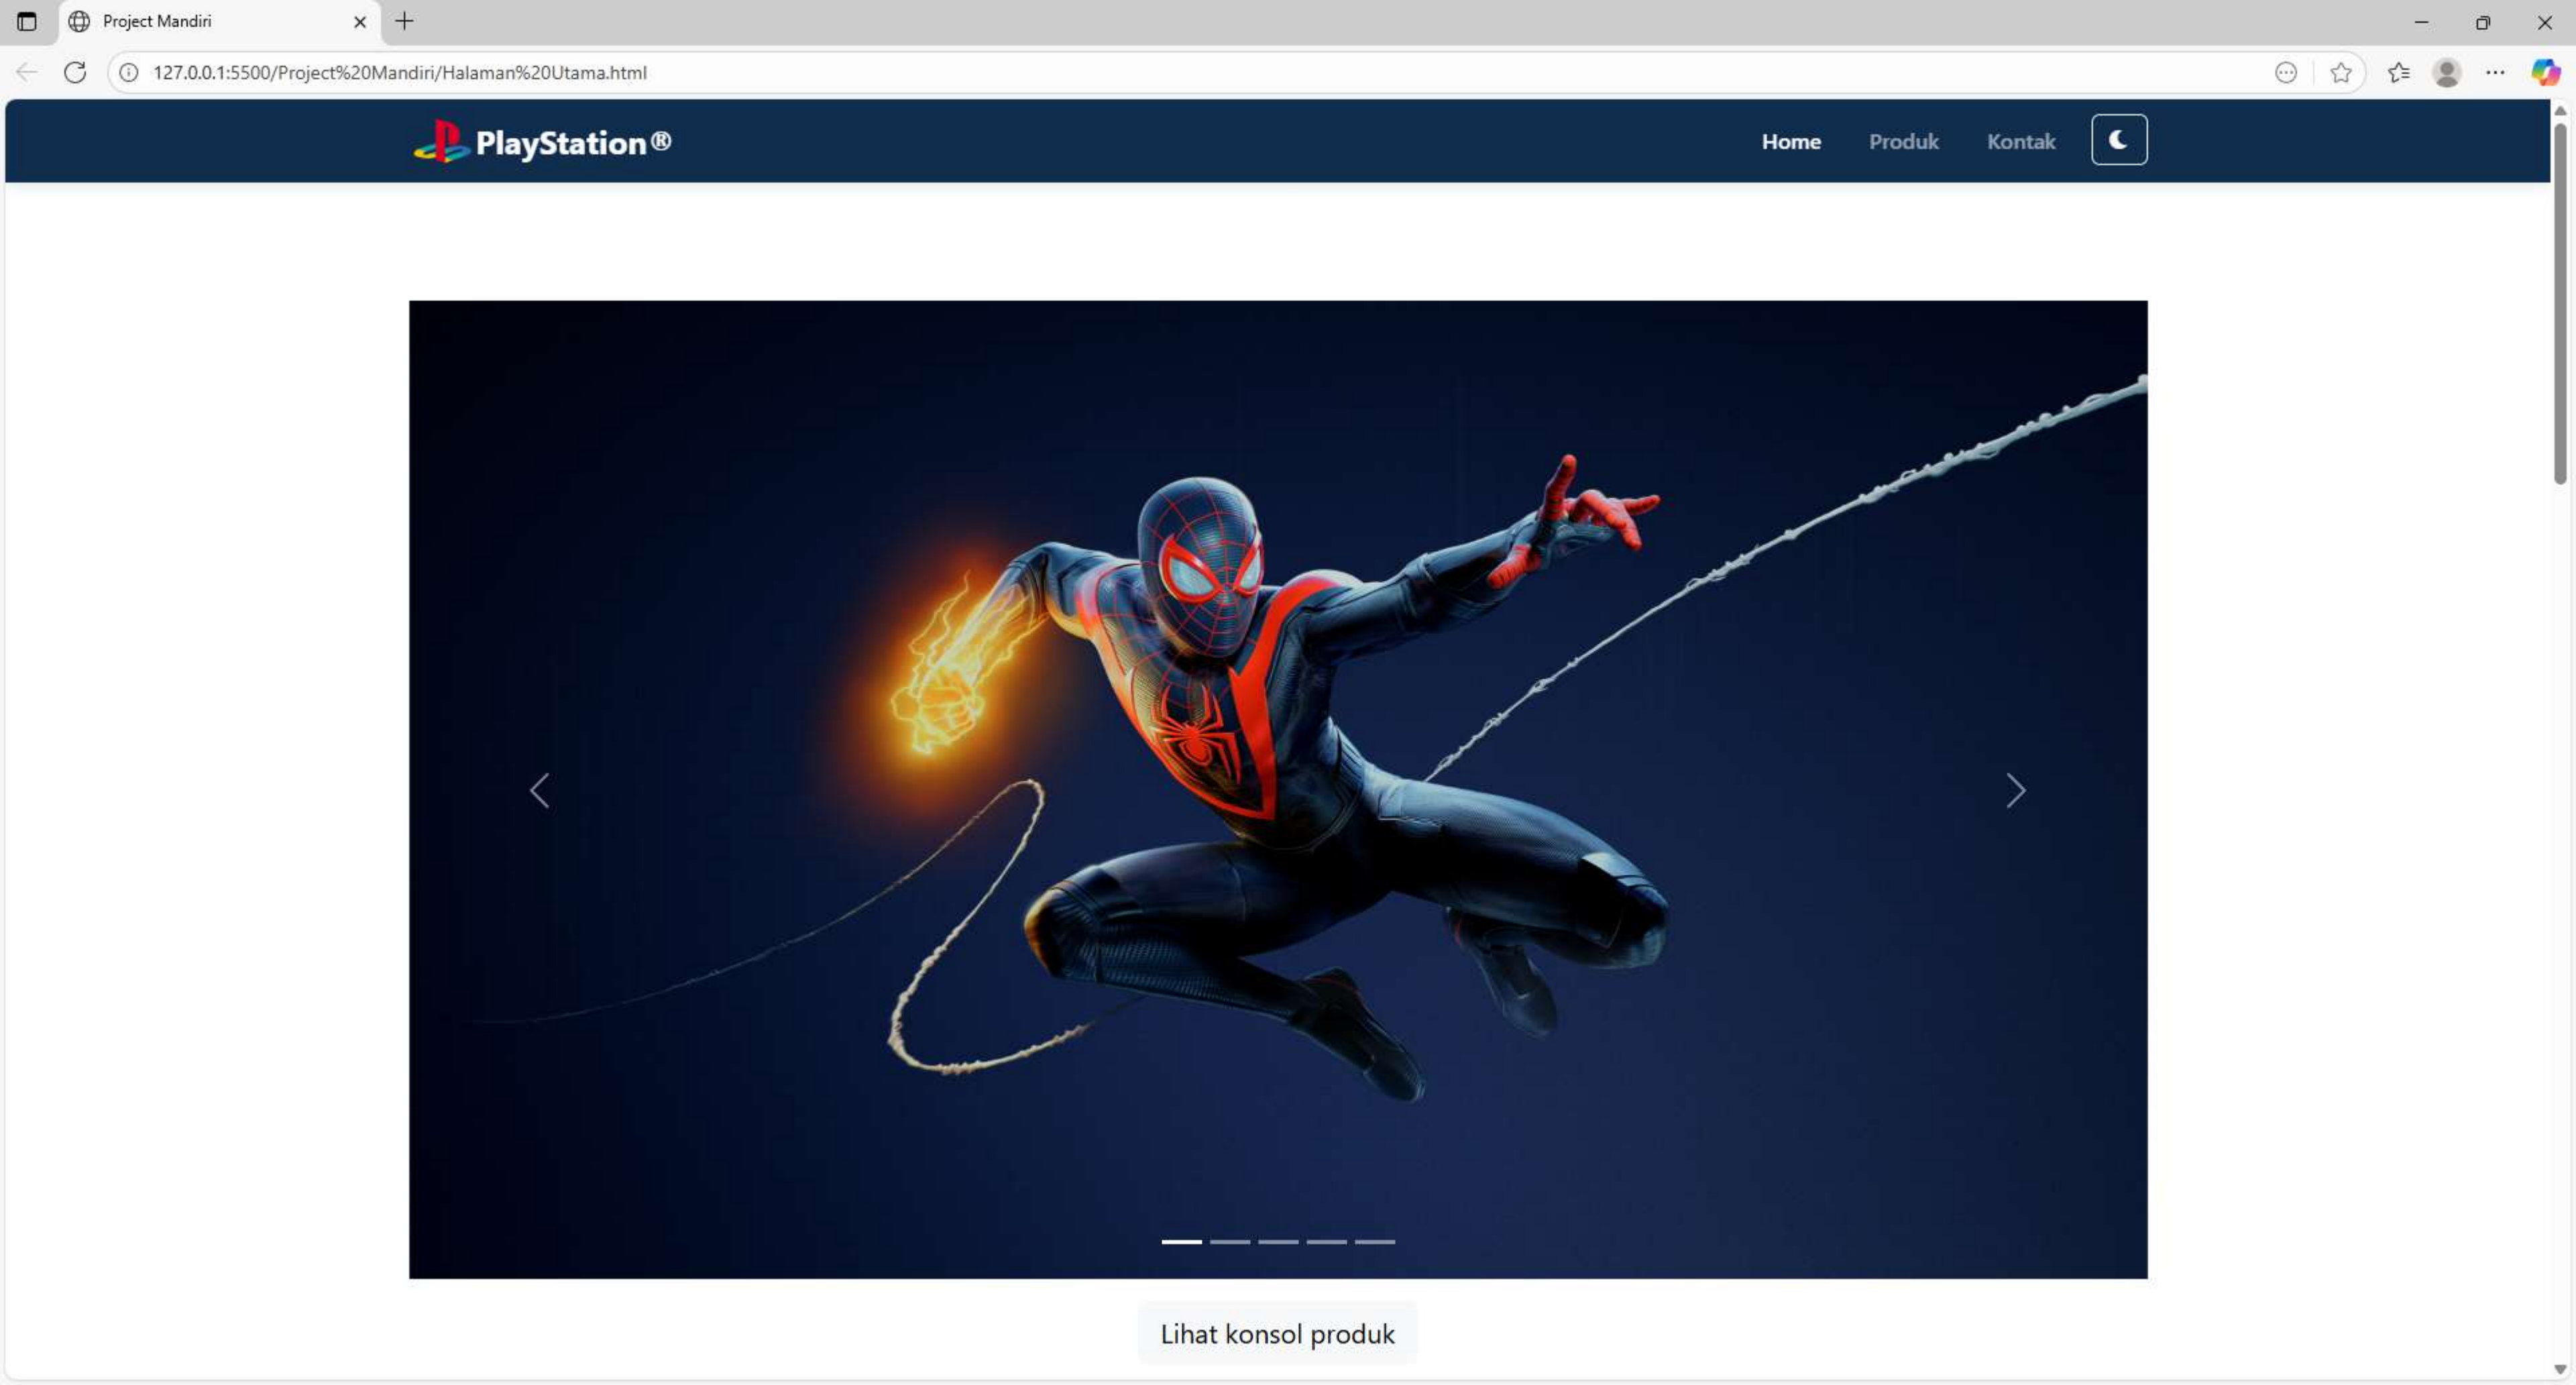 Project Mandiri
127.0.0.1:5500/Project%20Mandiri/Halaman%20Utama.html
PlayStation®
Home
Produk
Kontak
Lihat konsol produk